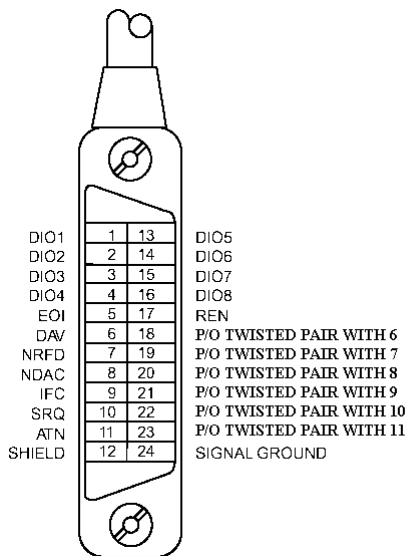 DIO1 1 13 DIO5
DIO2 2 14 DIO6
DIO3 3 15 DIO7
DIO4 4 16 DIO8
EOI 5 17 REN
DAV 6 18 P/O TWISTED PAIR WITH 6
NRFD 7 19 P/O TWISTED PAIR WITH 7
NDAC 8 20 P/O TWISTED PAIR WITH 8
IFC 9 21 P/O TWISTED PAIR WITH 9
SRQ 10 22 P/O TWISTED PAIR WITH 10
ATN 11 23 P/O TWISTED PAIR WITH 11
SHIELD 12 24 SIGNAL GROUND